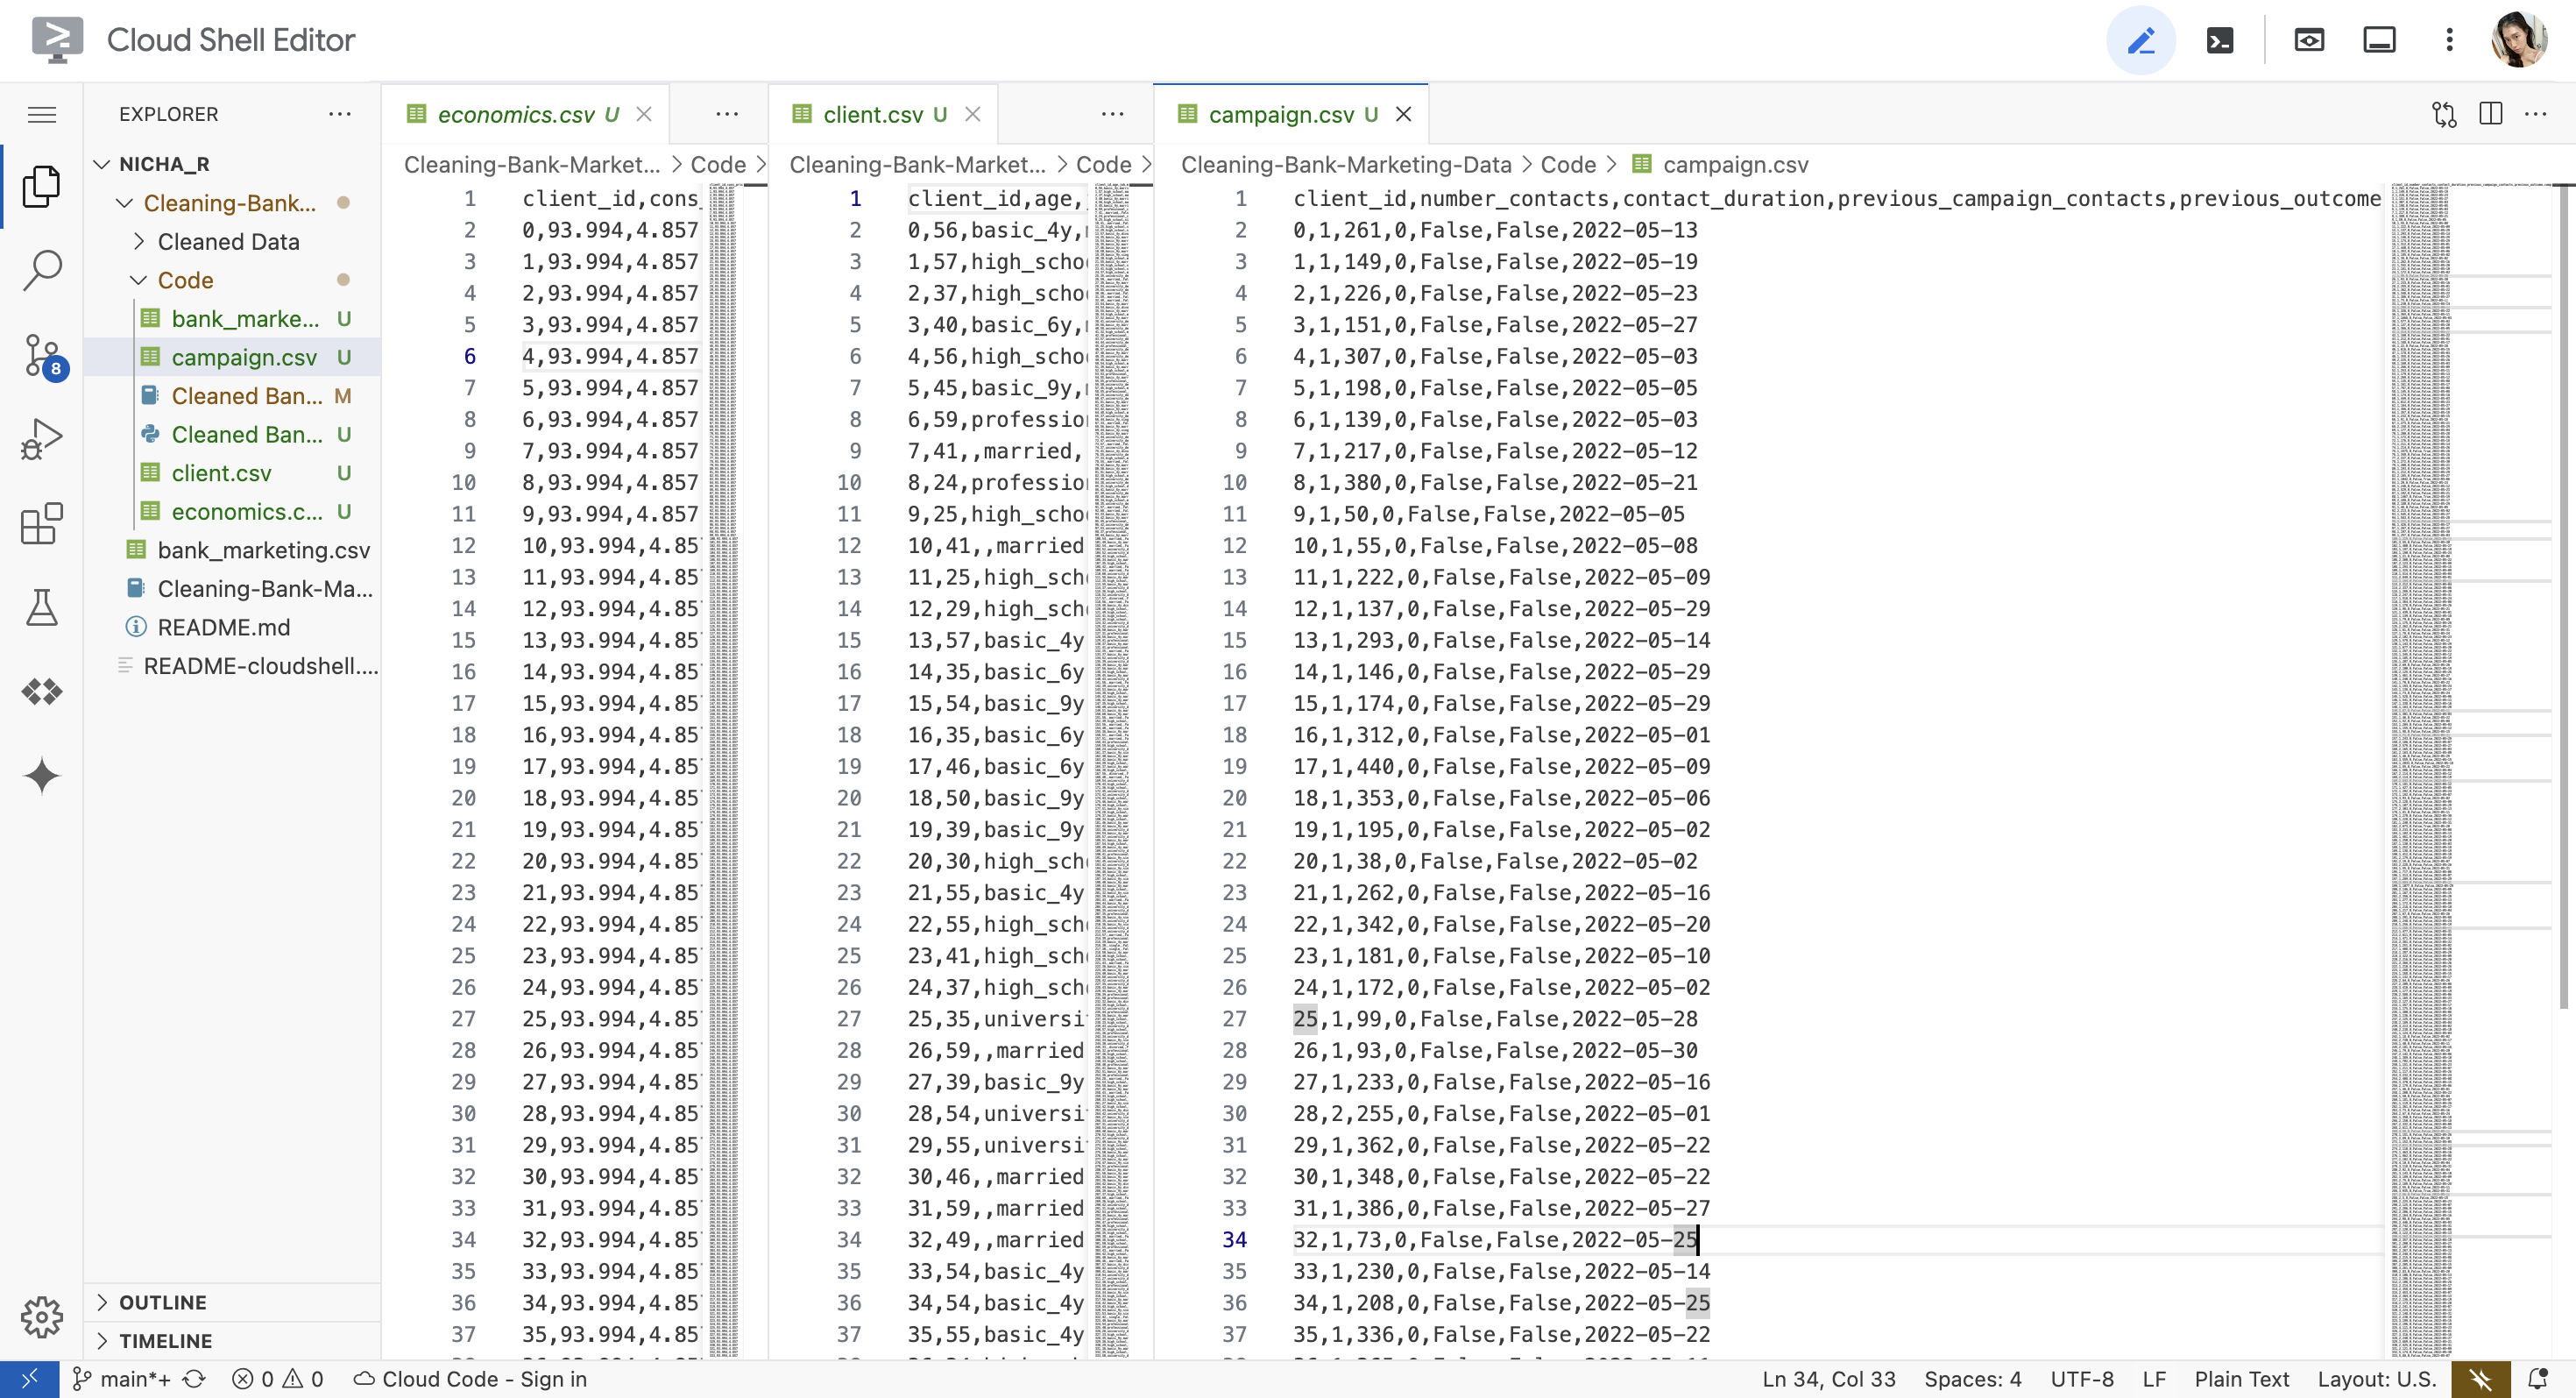 Cloud Shell Editor
EXPLORER
NICHA_R
Cleaning-Bank...
Cleaned Data
Code
bank_marke... U
campaign.csv U
Cleaned Ban... M
Cleaned Ban... U
client.csv U
economics.c... U
bank_marketing.csv
Cleaning-Bank-Ma...
README.md
README-cloudshell....
OUTLINE
TIMELINE
8
economics.csv U
Cleaning-Bank-Market... > Code >
1 client_id,cons
2 0,93.994,4.857
3 1,93.994,4.857
4 2,93.994,4.857
5 3,93.994,4.857
6 4,93.994,4.857
7 5,93.994,4.857
8 6,93.994,4.857
9 7,93.994,4.857
10 8,93.994,4.857
11 9,93.994,4.857
12 10,93.994,4.85
13 11,93.994,4.85
14 12,93.994,4.85
15 13,93.994,4.85
16 14,93.994,4.85
17 15,93.994,4.85
18 16,93.994,4.85
19 17,93.994,4.85
20 18,93.994,4.85
21 19,93.994,4.85
22 20,93.994,4.85
23 21,93.994,4.85
24 22,93.994,4.85
25 23,93.994,4.85
26 24,93.994,4.85
27 25,93.994,4.85
28 26,93.994,4.85
29 27,93.994,4.85
30 28,93.994,4.85
31 29,93.994,4.85
32 30,93.994,4.85
33 31,93.994,4.85
34 32,93.994,4.85
35 33,93.994,4.85
36 34,93.994,4.85
37 35,93.994,4.85
client.csv U
Cleaning-Bank-Market... > Code >
1 client_id,age,
2 0,56,basic_4y,
3 1,57,high_scho
4 2,37,high_scho
5 3,40,basic_6y,
6 4,56,high_scho
7 5,45,basic_9y,
8 6,59,professio
9 7,41,,married,
10 8,24,professio
11 9,25,high_scho
12 10,41,,married
13 11,25,high_sch
14 12,29,high_sch
15 13,57,basic_4y
16 14,35,basic_6y
17 15,54,basic_9y
18 16,35,basic_6y
19 17,46,basic_6y
20 18,50,basic_9y
21 19,39,basic_9y
22 20,30,high_sch
23 21,55,basic_4y
24 22,55,high_sch
25 23,41,high_sch
26 24,37,high_sch
27 25,35,universi
28 26,59,,married
29 27,39,basic_9y
30 28,54,universi
31 29,55,universi
32 30,46,,married
33 31,59,,married
34 32,49,,married
35 33,54,basic_4y
36 34,54,basic_4y
37 35,55,basic_4y
campaign.csv U
Cleaning-Bank-Marketing-Data > Code > campaign.csv
1 client_id,number_contacts,contact_duration,previous_campaign_contacts,previous_outcome
2 0,1,261,0,False,False,2022-05-13
3 1,1,149,0,False,False,2022-05-19
4 2,1,226,0,False,False,2022-05-23
5 3,1,151,0,False,False,2022-05-27
6 4,1,307,0,False,False,2022-05-03
7 5,1,198,0,False,False,2022-05-05
8 6,1,139,0,False,False,2022-05-03
9 7,1,217,0,False,False,2022-05-12
10 8,1,380,0,False,False,2022-05-21
11 9,1,50,0,False,False,2022-05-05
12 10,1,55,0,False,False,2022-05-08
13 11,1,222,0,False,False,2022-05-09
14 12,1,137,0,False,False,2022-05-29
15 13,1,293,0,False,False,2022-05-14
16 14,1,146,0,False,False,2022-05-29
17 15,1,174,0,False,False,2022-05-29
18 16,1,312,0,False,False,2022-05-01
19 17,1,440,0,False,False,2022-05-09
20 18,1,353,0,False,False,2022-05-06
21 19,1,195,0,False,False,2022-05-02
22 20,1,38,0,False,False,2022-05-02
23 21,1,262,0,False,False,2022-05-16
24 22,1,342,0,False,False,2022-05-20
25 23,1,181,0,False,False,2022-05-10
26 24,1,172,0,False,False,2022-05-02
27 25,1,99,0,False,False,2022-05-28
28 26,1,93,0,False,False,2022-05-30
29 27,1,233,0,False,False,2022-05-16
30 28,2,255,0,False,False,2022-05-01
31 29,1,362,0,False,False,2022-05-22
32 30,1,348,0,False,False,2022-05-22
33 31,1,386,0,False,False,2022-05-27
34 32,1,73,0,False,False,2022-05-25
35 33,1,230,0,False,False,2022-05-14
36 34,1,208,0,False,False,2022-05-25
37 35,1,336,0,False,False,2022-05-22
main*+ 0 0 Cloud Code - Sign in
Ln 34, Col 33 Spaces: 4 UTF-8 LF Plain Text Layout: U.S.